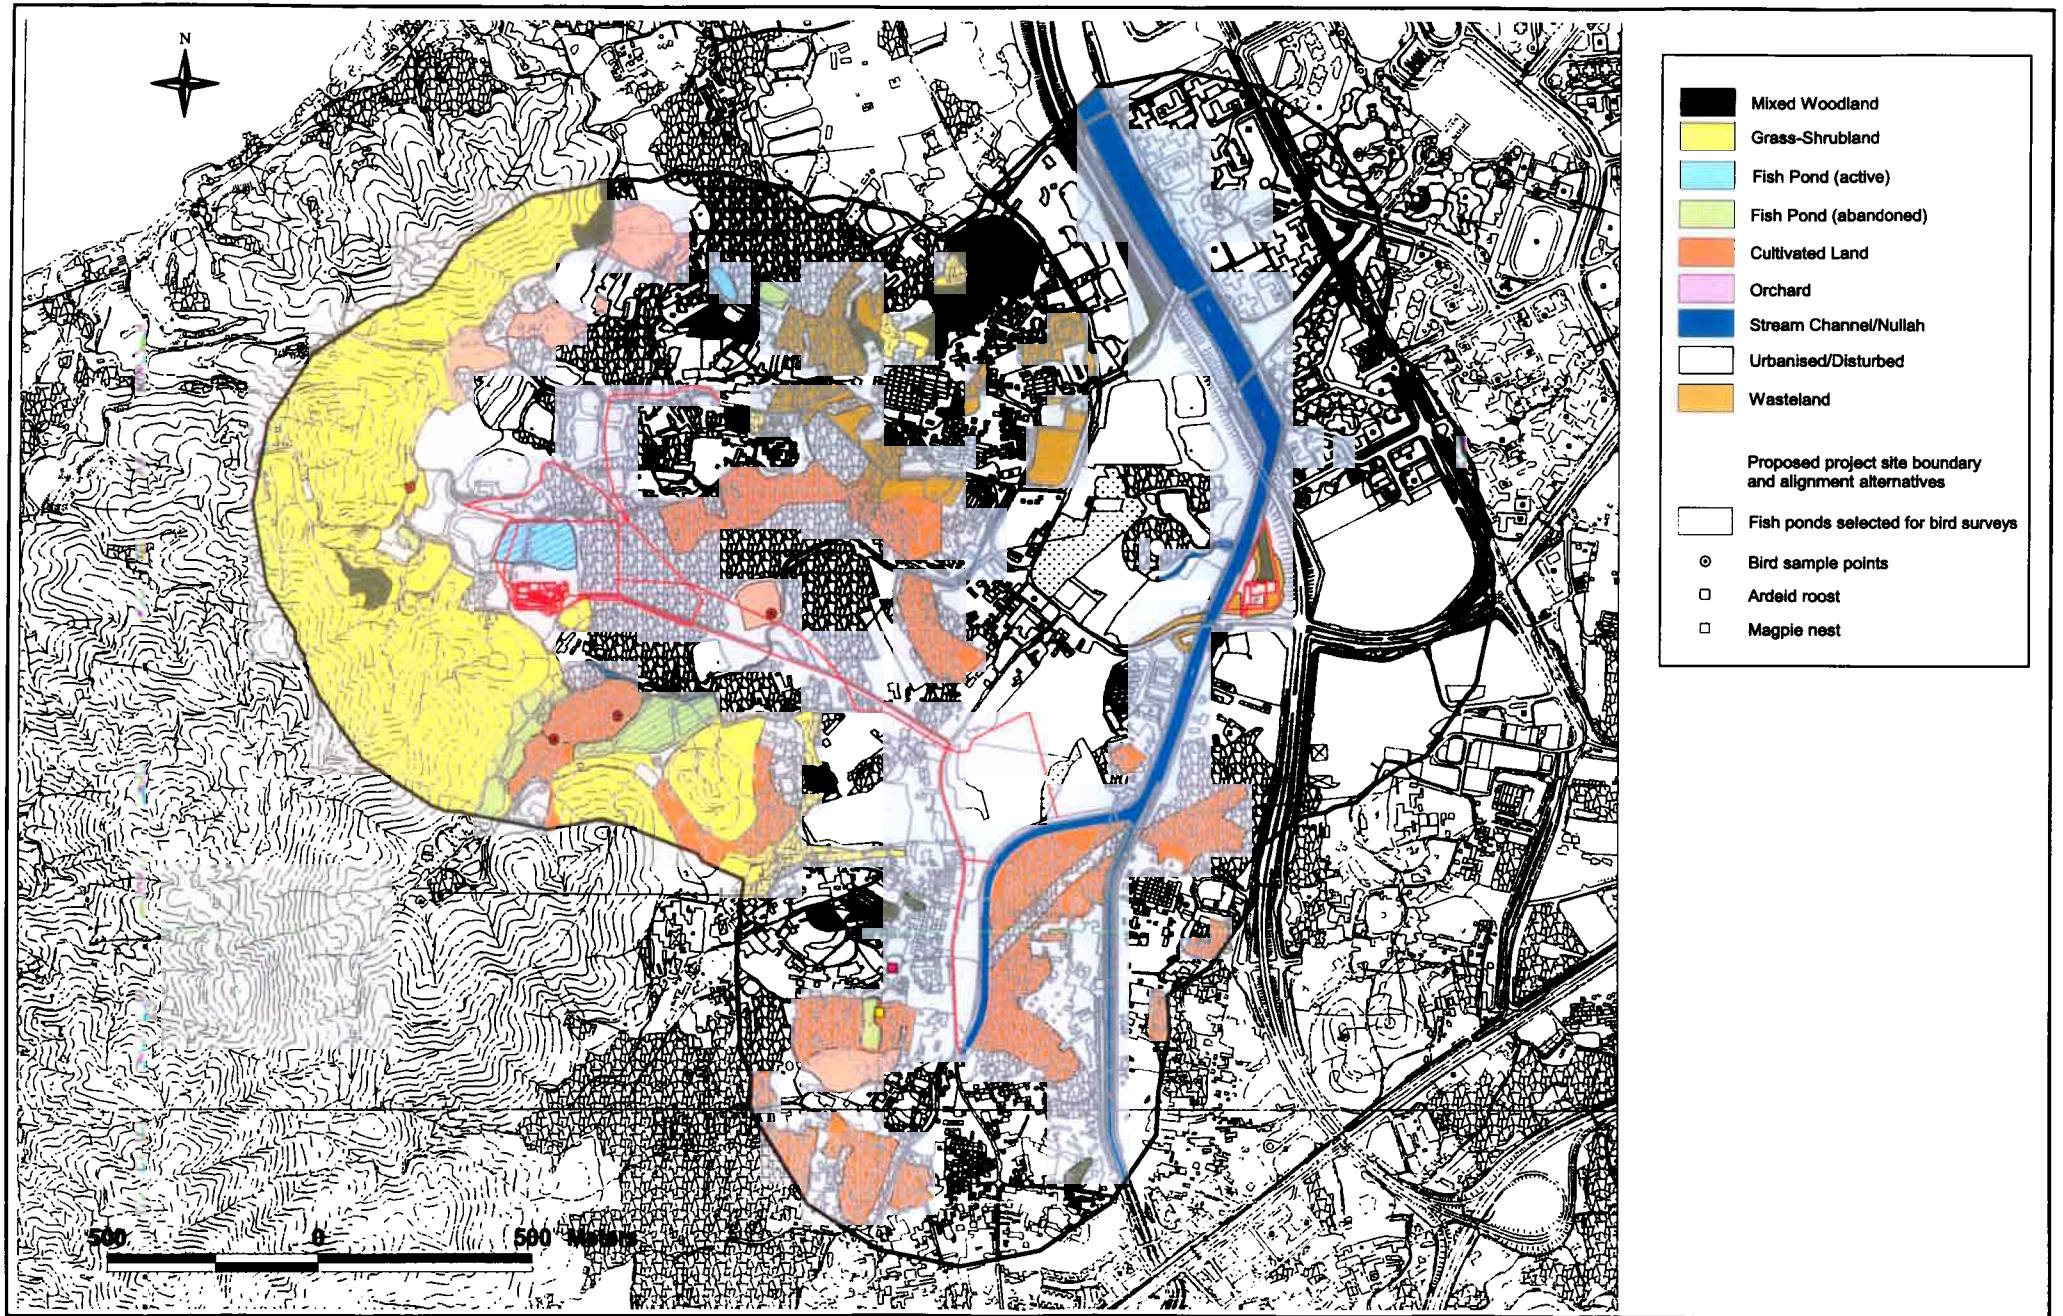 N
Mixed Woodland
Grass-Shrubland
Fish Pond (active)
Fish Pond (abandoned)
Cultivated Land
Orchard
Stream Channel/Nullah
Urbanised/Disturbed
Wasteland
Proposed project site boundary
and alignment alternatives
Fish ponds selected for bird surveys
Bird sample points
Ardeid roost
Magpie nest
500 0 500 Meters